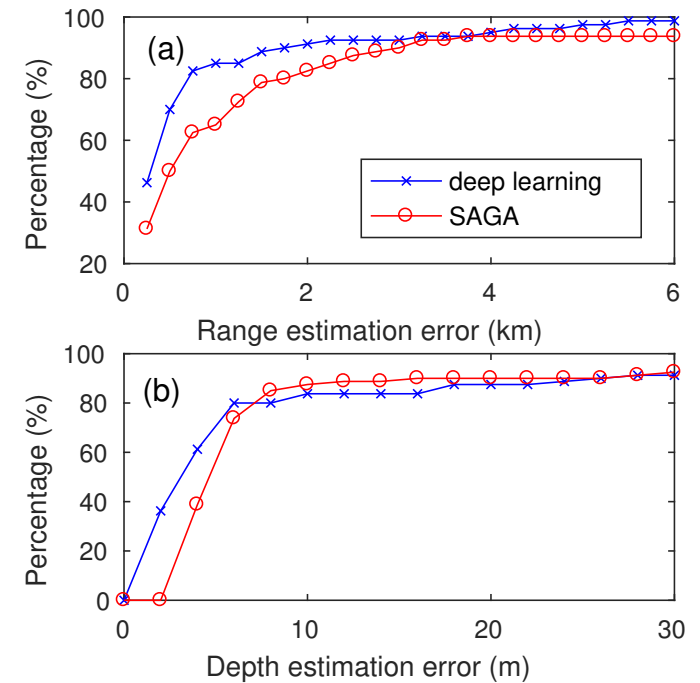 100
80
60
40
20
Percentage (%)
(a)
deep learning
SAGA
0 2 4 6
Range estimation error (km)
100
80
60
40
20
0
Percentage (%)
(b)
0 10 20 30
Depth estimation error (m)